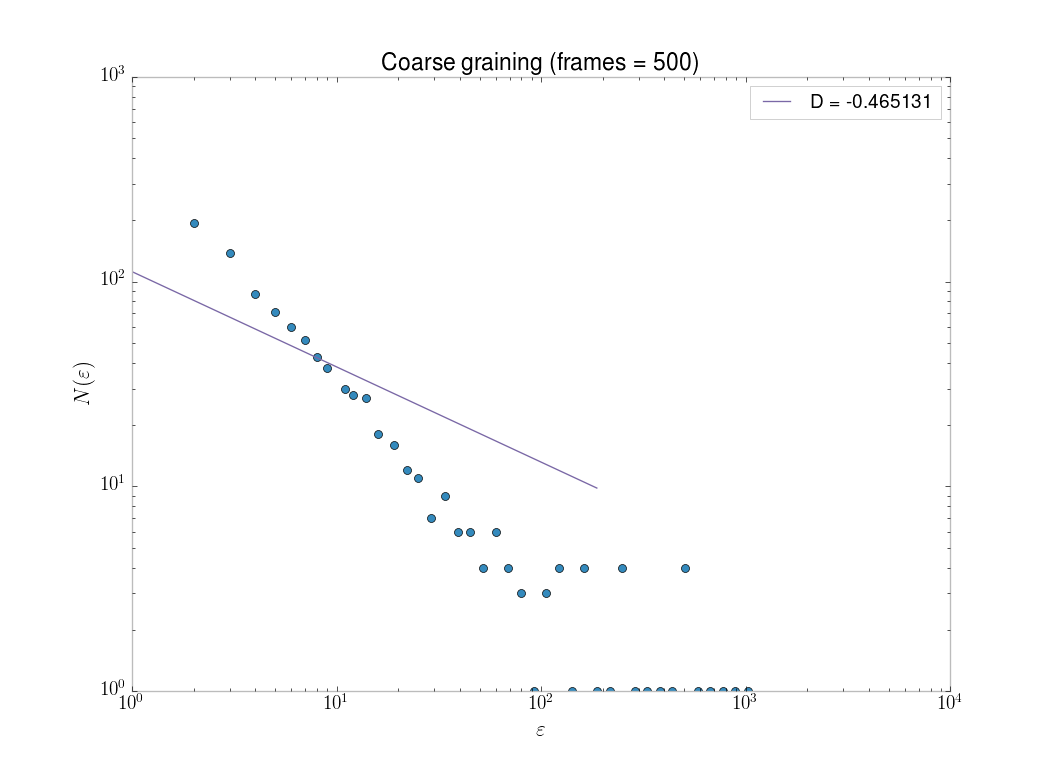 Coarse graining (frames = 500)
D = -0.465131
10³
10²
10¹
10⁰
N(ε)
10⁰ 10¹ 10² 10³ 10⁴
ε